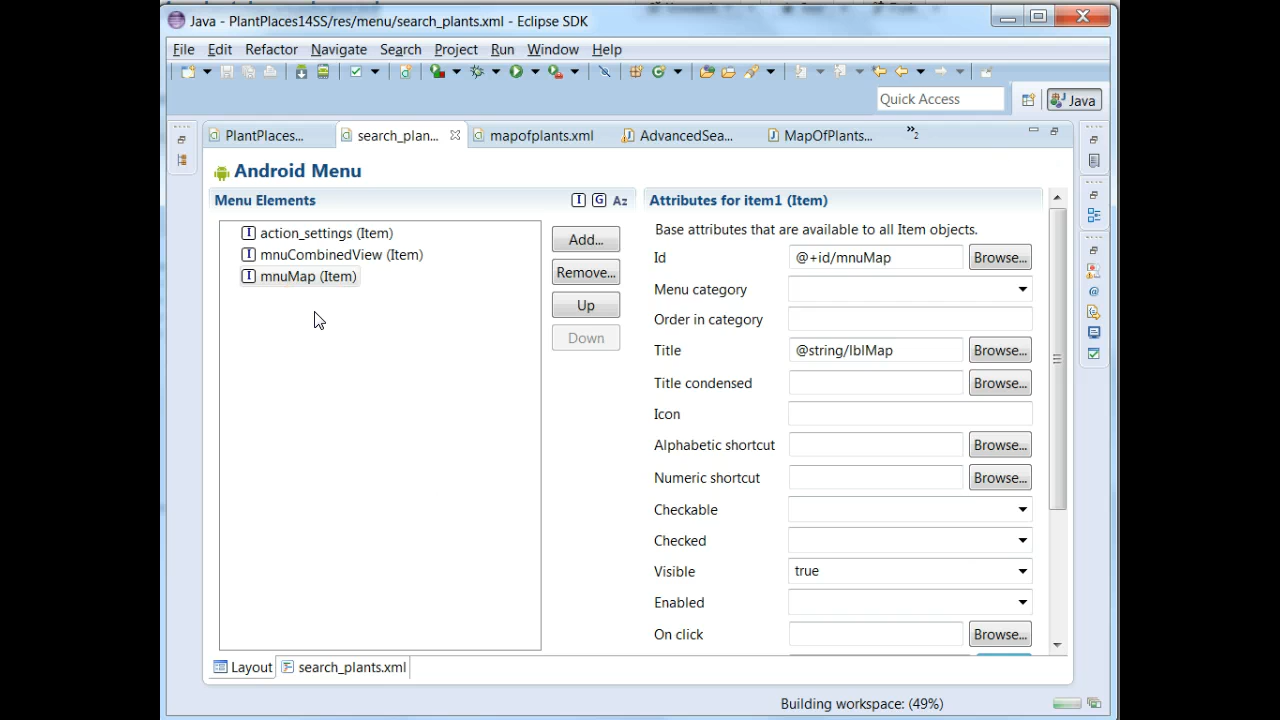 Java - PlantPlaces14SS/res/menu/search_plants.xml - Eclipse SDK
File Edit Refactor Navigate Search Project Run Window Help
Quick Access
Java
PlantPlaces... search_plan... mapofplants.xml AdvancedSea... MapOfPlants... »2
Android Menu
Menu Elements
I G Az
Attributes for item1 (Item)
Base attributes that are available to all Item objects.
I action_settings (Item)
I mnuCombinedView (Item)
I mnuMap (Item)
Add...
Remove...
Up
Down
Id @+id/mnuMap Browse...
Menu category
Order in category
Title @string/lblMap Browse...
Title condensed Browse...
Icon
Alphabetic shortcut Browse...
Numeric shortcut Browse...
Checkable
Checked
Visible true
Enabled
On click Browse...
Layout search_plants.xml
Building workspace: (49%)